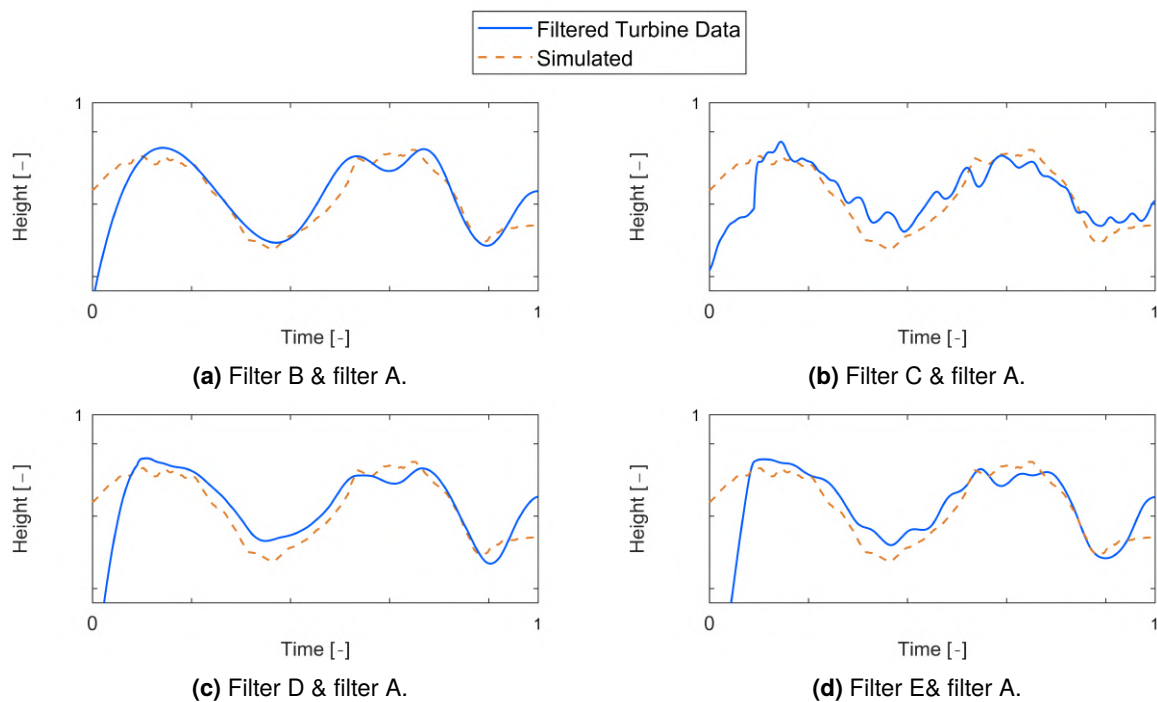 Filtered Turbine Data
Simulated
1
Height [-]
0
1
Time [-]
(a) Filter B & filter A.
1
Height [-]
0
1
Time [-]
(b) Filter C & filter A.
1
Height [-]
0
1
Time [-]
(c) Filter D & filter A.
1
Height [-]
0
1
Time [-]
(d) Filter E& filter A.